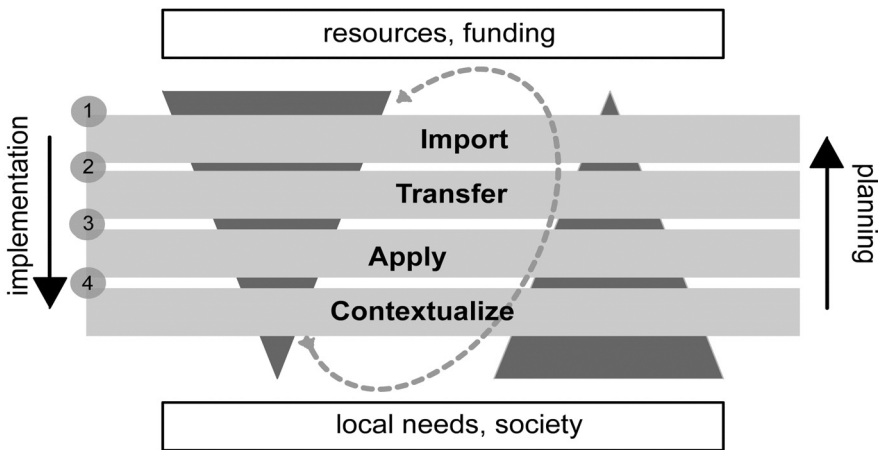 resources, funding
1
Import
2
Transfer
3
Apply
4
Contextualize
implementation
planning
local needs, society